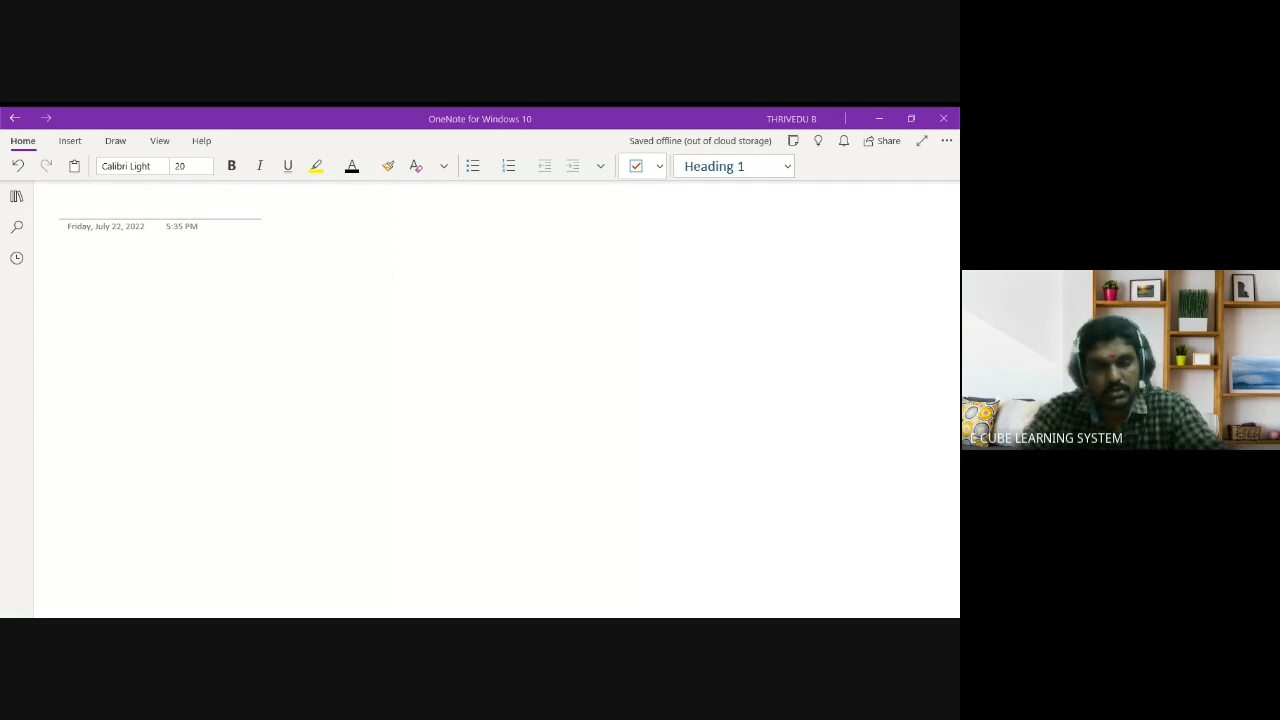 OneNote for Windows 10
THRIVEDU B
Home Insert Draw View Help
Saved offline (out of cloud storage) Share
Calibri Light 20 B I U A A Heading 1
Friday, July 22, 2022 5:35 PM
E CUBE LEARNING SYSTEM